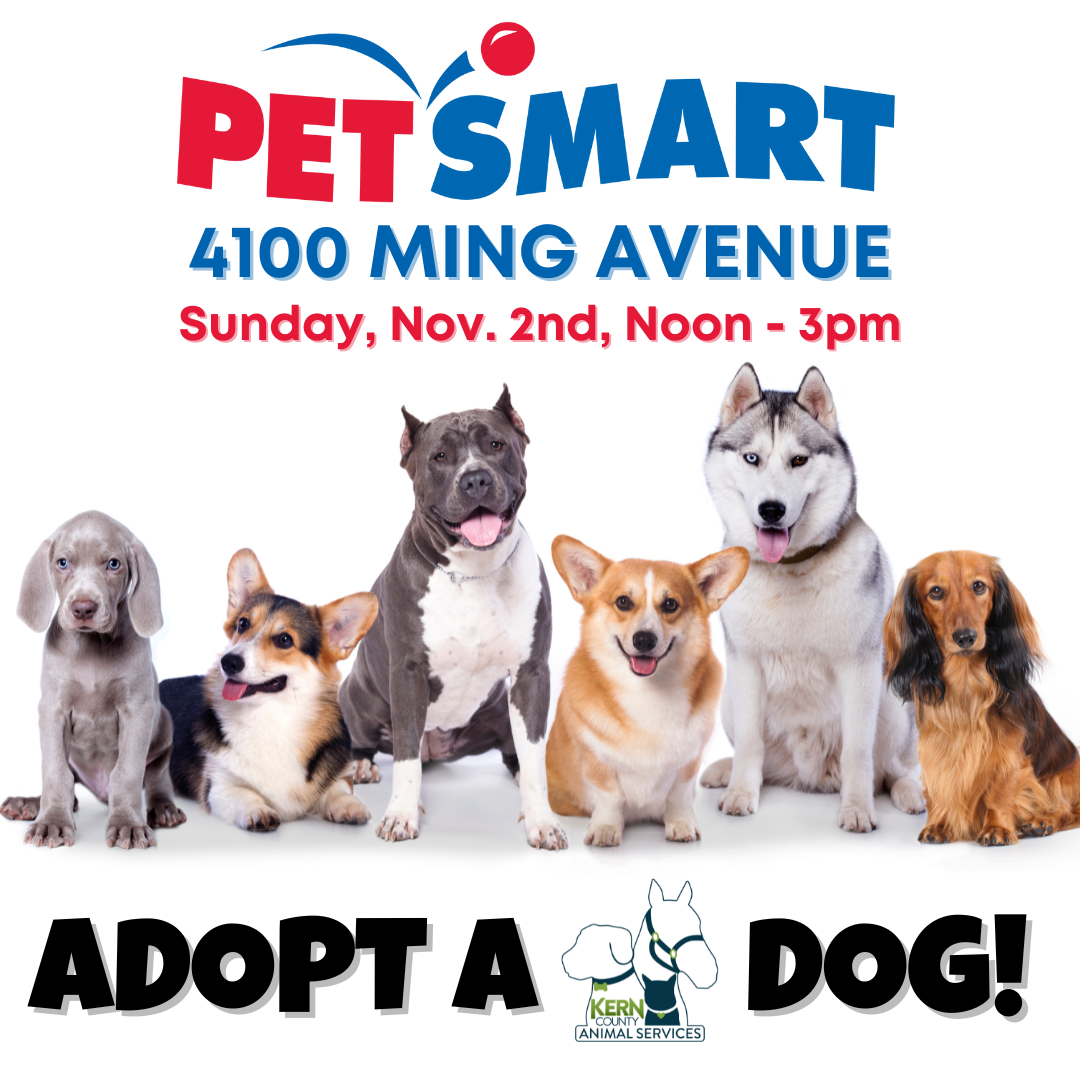 PETSMART
4100 MING AVENUE
Sunday, Nov. 2nd, Noon - 3pm
ADOPT A DOG!
KERN
COUNTY
ANIMAL SERVICES